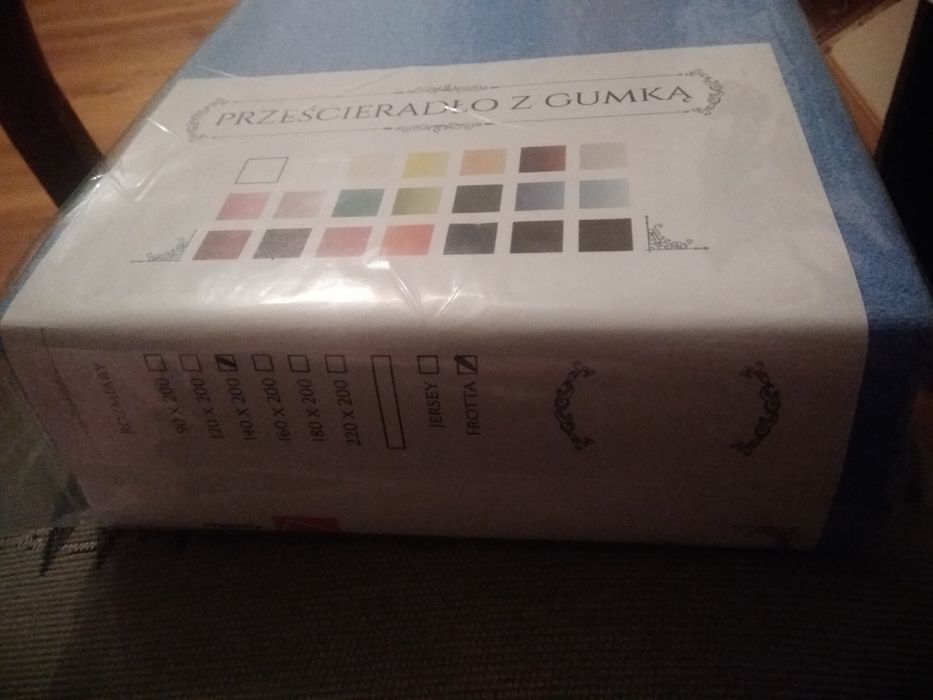 PRZEŚCIERADŁO Z GUMKĄ
ROZMIARY
90 X 200
120 X 200
140 X 200
160 X 200
180 X 200
220 X 200
JERSEY
FROTTA